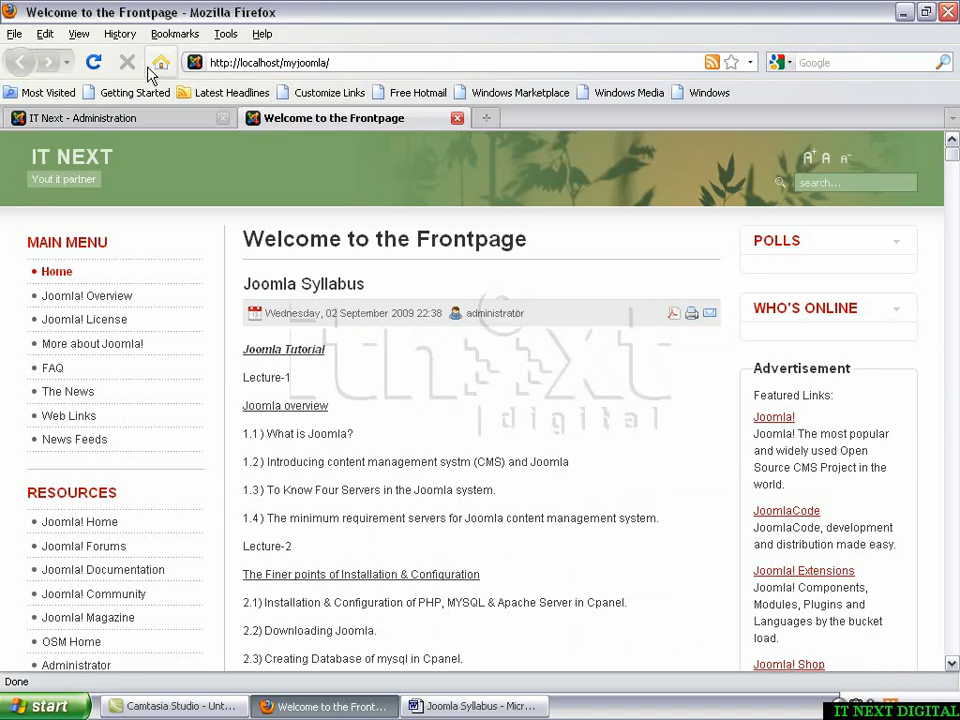 Welcome to the Frontpage - Mozilla Firefox
File Edit View History Bookmarks Tools Help
http://localhost/myjoomla/
Google
Most Visited Getting Started Latest Headlines Customize Links Free Hotmail Windows Marketplace Windows Media Windows
IT Next - Administration
Welcome to the Frontpage
IT NEXT
Yout it partner
A+ A A-
search...
MAIN MENU
Home
Joomla! Overview
Joomla! License
More about Joomla!
FAQ
The News
Web Links
News Feeds
RESOURCES
Joomla! Home
Joomla! Forums
Joomla! Documentation
Joomla! Community
Joomla! Magazine
OSM Home
Administrator
Welcome to the Frontpage
Joomla Syllabus
Wednesday, 02 September 2009 22:38 administrator
Joomla Tutorial
Lecture-1
Joomla overview
1.1 ) What is Joomla?
1.2 ) Introducing content management systm (CMS) and Joomla
1.3 ) To Know Four Servers in the Joomla system.
1.4 ) The minimum requirement servers for Joomla content management system.
Lecture-2
The Finer points of Installation & Configuration
2.1) Installation & Configuration of PHP, MYSQL & Apache Server in Cpanel.
2.2) Downloading Joomla.
2.3) Creating Database of mysql in Cpanel.
| digital |
POLLS
WHO'S ONLINE
Advertisement
Featured Links:
Joomla!
Joomla! The most popular
and widely used Open
Source CMS Project in the
world.
JoomlaCode
JoomlaCode, development
and distribution made easy.
Joomla! Extensions
Joomla! Components,
Modules, Plugins and
Languages by the bucket
load.
Joomla! Shop
Done
start
Camtasia Studio - Unt...
Welcome to the Front...
Joomla Syllabus - Micr...
IT NEXT DIGITAL